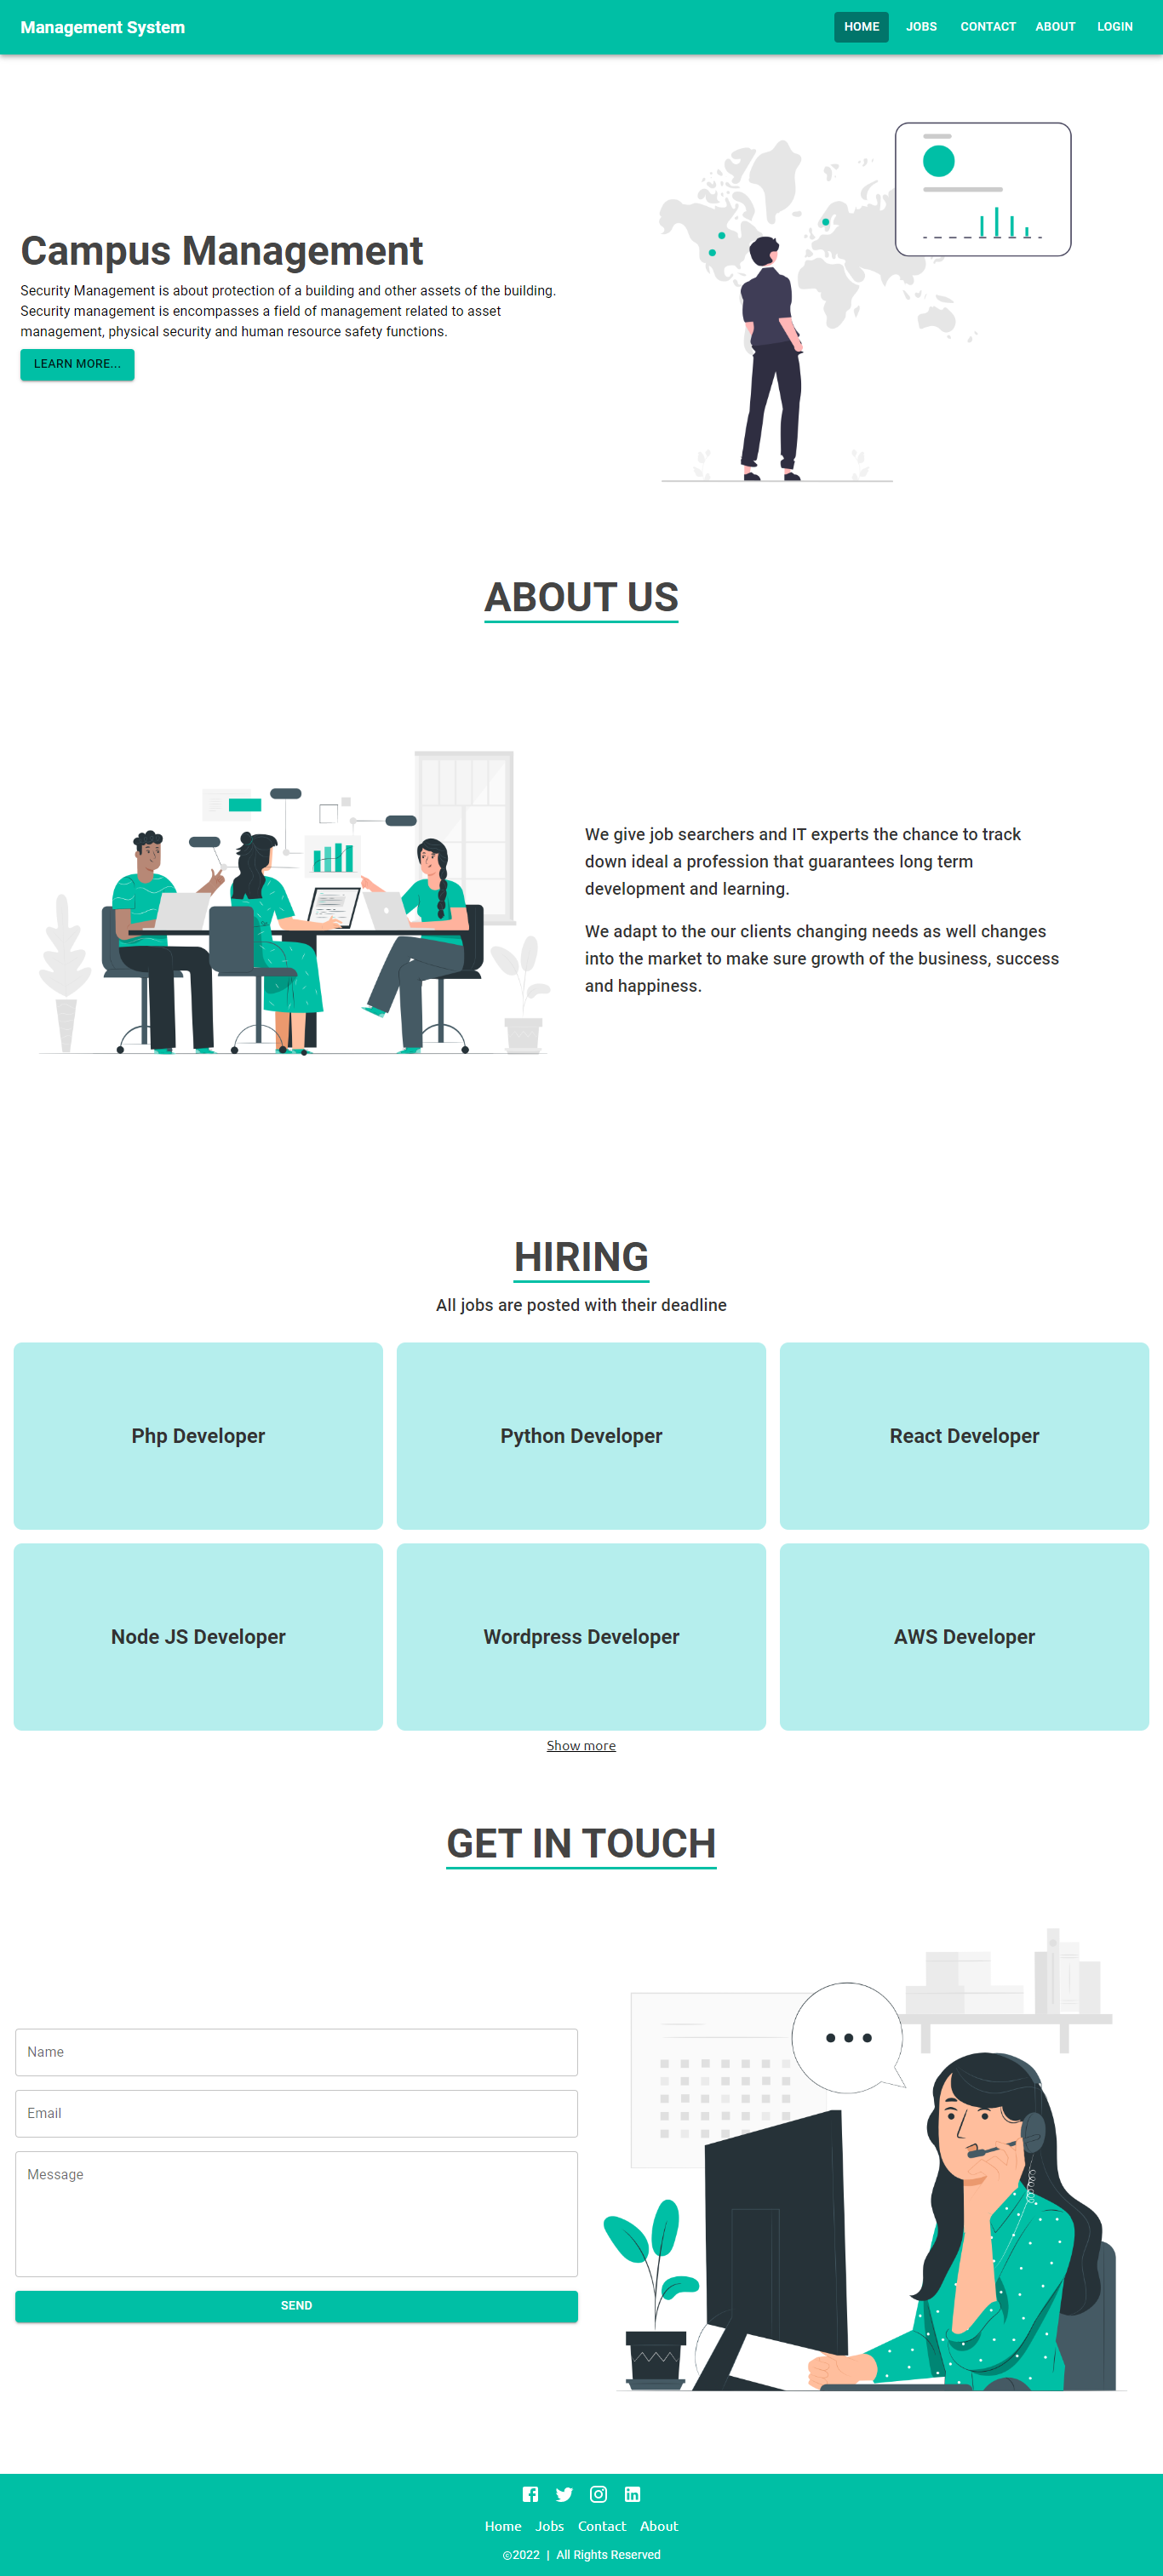 Management System
HOME JOBS CONTACT ABOUT LOGIN
Campus Management
Security Management is about protection of a building and other assets of the building.
Security management is encompasses a field of management related to asset
management, physical security and human resource safety functions.
LEARN MORE...
ABOUT US
We give job searchers and IT experts the chance to track
down ideal a profession that guarantees long term
development and learning.
We adapt to the our clients changing needs as well changes
into the market to make sure growth of the business, success
and happiness.
HIRING
All jobs are posted with their deadline
Php Developer
Python Developer
React Developer
Node JS Developer
Wordpress Developer
AWS Developer
Show more
GET IN TOUCH
Name
Email
Message
SEND
Home Jobs Contact About
©2022 | All Rights Reserved